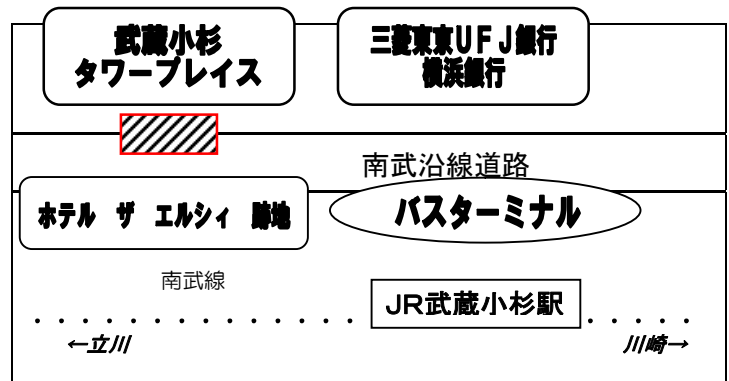 武蔵小杉
タワープレイス
三菱東京UFJ銀行
横浜銀行
南武沿線道路
ホテル ザ エルシィ 跡地
バスターミナル
南武線
JR武蔵小杉駅
←立川
川崎→